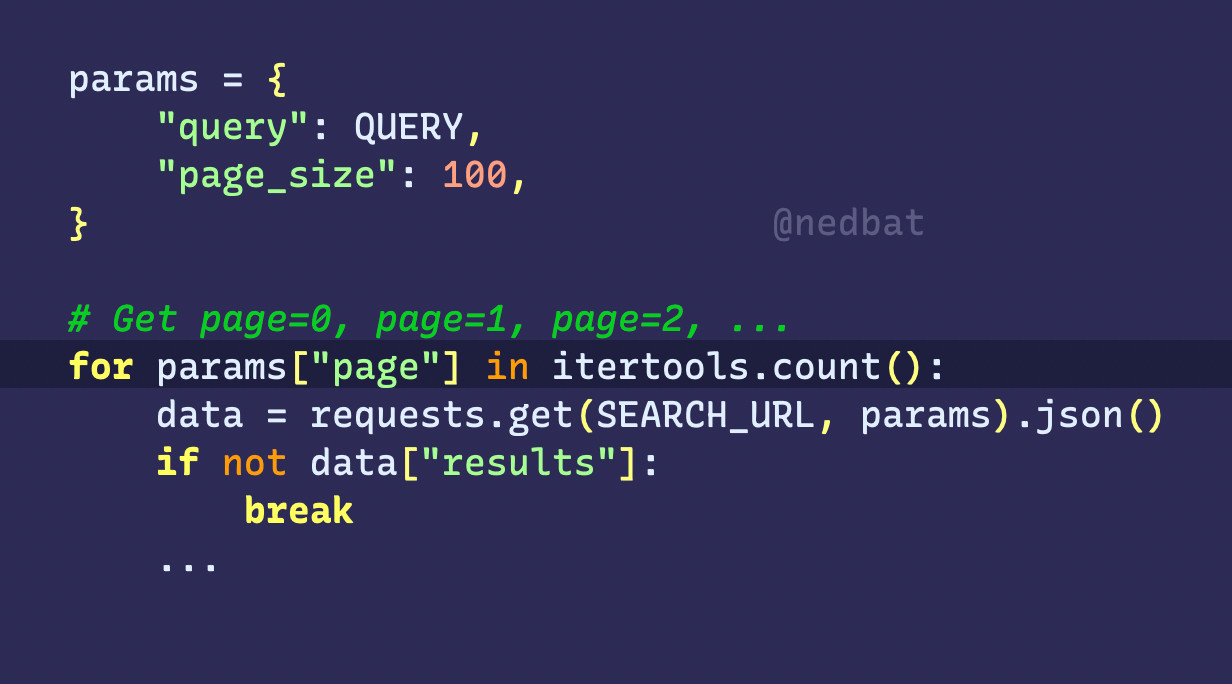 params = {
    "query": QUERY,
    "page_size": 100,
}
@nedbat
# Get page=0, page=1, page=2, ...
for params["page"] in itertools.count():
    data = requests.get(SEARCH_URL, params).json()
    if not data["results"]:
        break
    ...